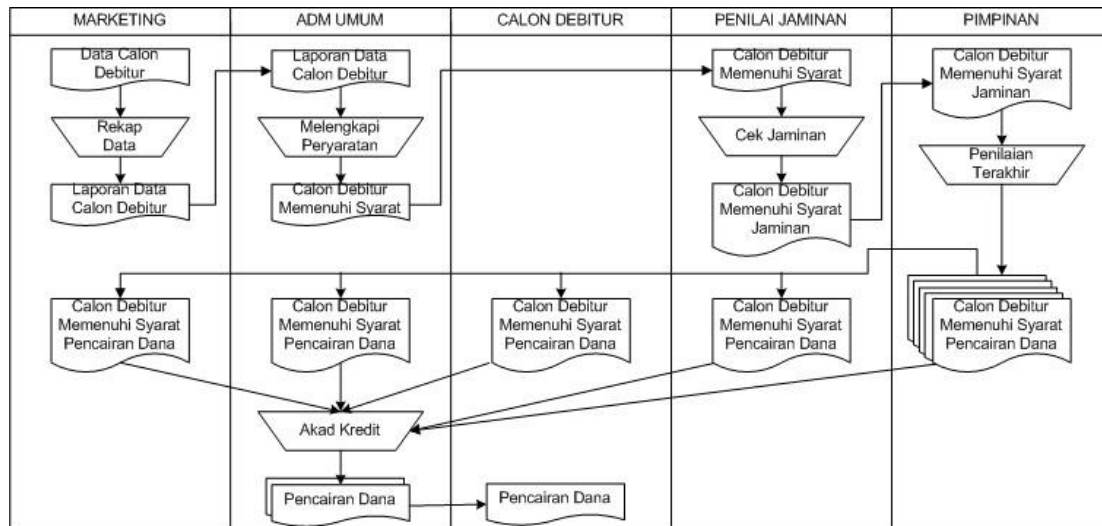 MARKETING
ADM UMUM
CALON DEBITUR
PENILAI JAMINAN
PIMPINAN
Data Calon
Debitur
Laporan Data
Calon Debitur
Calon Debitur
Memenuhi Syarat
Calon Debitur
Memenuhi Syarat
Jaminan
Rekap
Data
Melengkapi
Peryaratan
Cek Jaminan
Penilaian
Terakhir
Laporan Data
Calon Debitur
Calon Debitur
Memenuhi Syarat
Calon Debitur
Memenuhi Syarat
Jaminan
Calon Debitur
Memenuhi Syarat
Pencairan Dana
Calon Debitur
Memenuhi Syarat
Pencairan Dana
Calon Debitur
Memenuhi Syarat
Pencairan Dana
Calon Debitur
Memenuhi Syarat
Pencairan Dana
Calon Debitur
Memenuhi Syarat
Pencairan Dana
Akad Kredit
Pencairan Dana
Pencairan Dana